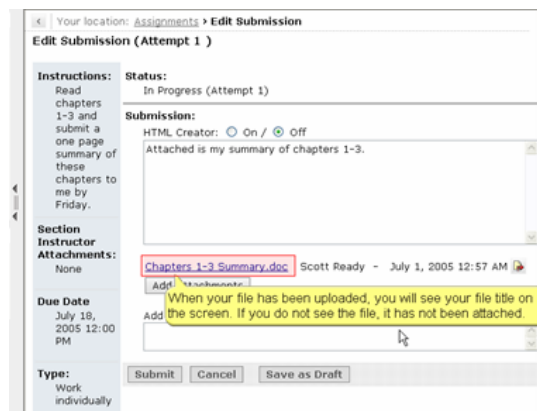 Your location: Assignments › Edit Submission
Edit Submission (Attempt 1 )
Instructions:
Read
chapters
1-3 and
submit a
one page
summary of
these
chapters to
me by
Friday.
Section
Instructor
Attachments:
None
Due Date
July 18,
2005 12:00
PM
Type:
Work
individually
Status:
In Progress (Attempt 1)
Submission:
HTML Creator: On / Off
Attached is my summary of chapters 1-3.
Chapters 1-3 Summary.doc Scott Ready - July 1, 2005 12:57 AM
Add Attachments
When your file has been uploaded, you will see your file title on
the screen. If you do not see the file, it has not been attached.
Add
Submit Cancel Save as Draft